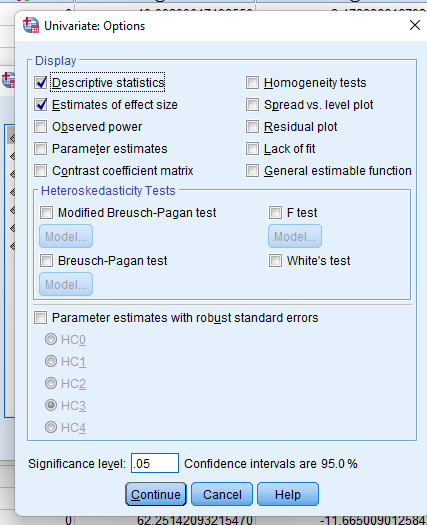 Univariate: Options
Display
Descriptive statistics
Homogeneity tests
Estimates of effect size
Spread vs. level plot
Observed power
Residual plot
Parameter estimates
Lack of fit
Contrast coefficient matrix
General estimable function
Heteroskedasticity Tests
Modified Breusch-Pagan test
F test
Model...
Model...
Breusch-Pagan test
White's test
Model...
Parameter estimates with robust standard errors
HC0
HC1
HC2
HC3
HC4
Significance level: .05 Confidence intervals are 95.0 %
Continue Cancel Help
0 62.25142093215470 -11.665009012584